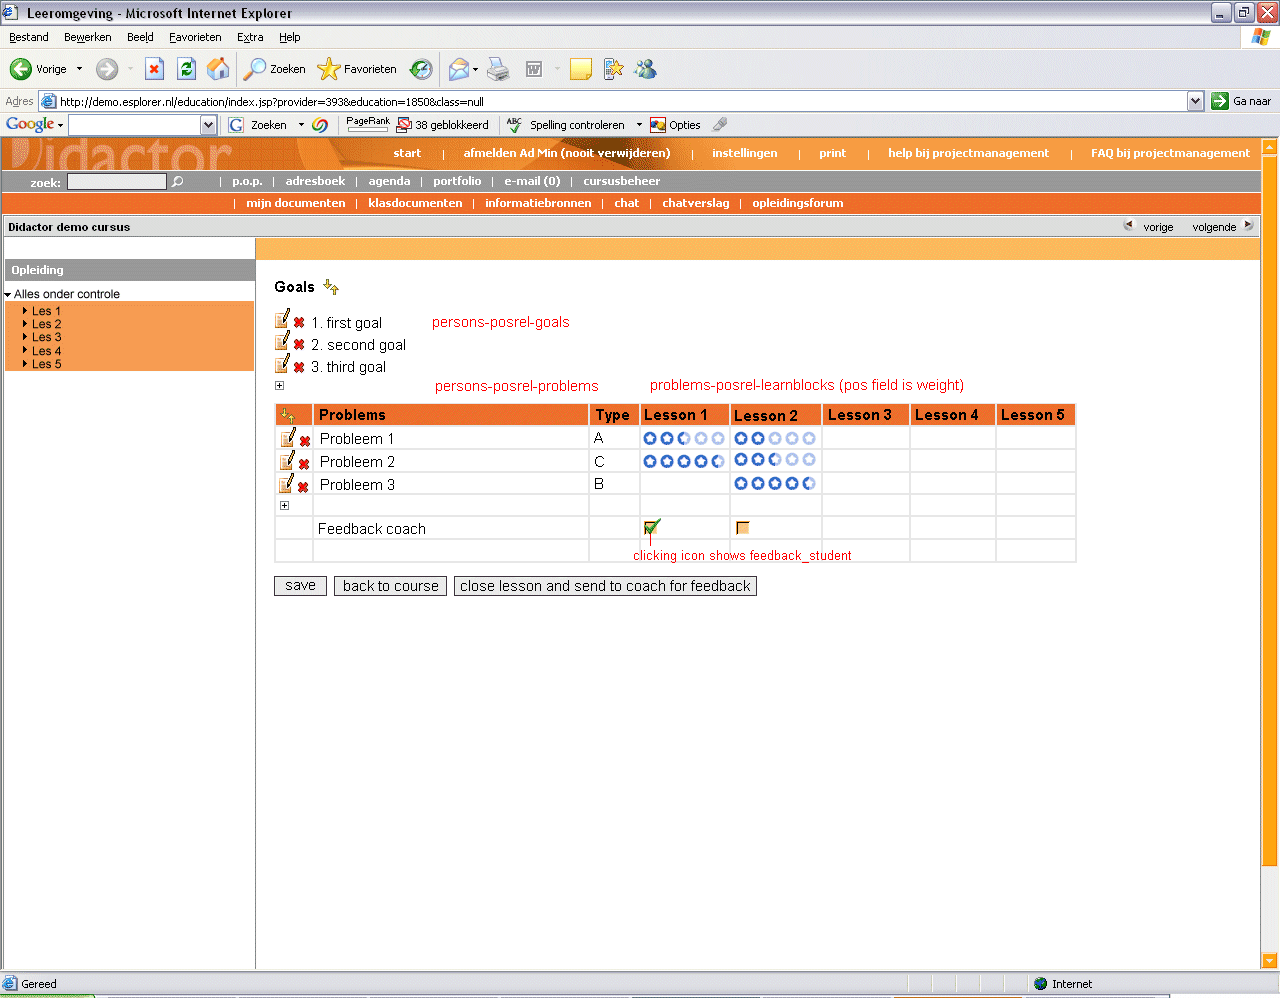 Leeromgeving - Microsoft Internet Explorer
Bestand Bewerken Beeld Favorieten Extra Help
Vorige Zoeken Favorieten
Adres http://demo.esplorer.nl/education/index.jsp?provider=393&education=1850&class=null Ga naar
Google G Zoeken PageRank 38 geblokkeerd ABC Spelling controleren Opties
Didactor start | afmelden Ad Min (nooit verwijderen) | instellingen | print | help bij projectmanagement | FAQ bij projectmanagement
zoek: | p.o.p. | adresboek | agenda | portfolio | e-mail (0) | cursusbeheer
| mijn documenten | klasdocumenten | informatiebronnen | chat | chatverslag | opleidingsforum
Didactor demo cursus vorige volgende
Opleiding
Alles onder controle
Les 1
Les 2
Les 3
Les 4
Les 5
Goals
1. first goal persons-posrel-goals
2. second goal
3. third goal
persons-posrel-problems problems-posrel-learnblocks (pos field is weight)
Problems Type Lesson 1 Lesson 2 Lesson 3 Lesson 4 Lesson 5
Probleem 1 A
Probleem 2 C
Probleem 3 B
Feedback coach
clicking icon shows feedback_student
save back to course close lesson and send to coach for feedback
Gereed Internet